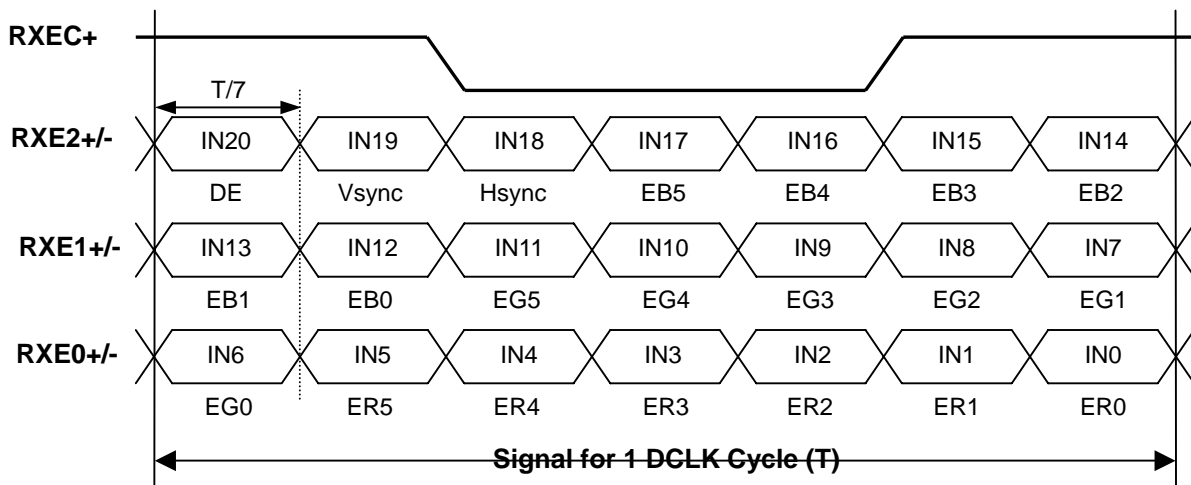 RXEC+
T/7
RXE2+/- IN20 IN19 IN18 IN17 IN16 IN15 IN14
DE Vsync Hsync EB5 EB4 EB3 EB2
RXE1+/- IN13 IN12 IN11 IN10 IN9 IN8 IN7
EB1 EB0 EG5 EG4 EG3 EG2 EG1
RXE0+/- IN6 IN5 IN4 IN3 IN2 IN1 IN0
EG0 ER5 ER4 ER3 ER2 ER1 ER0
Signal for 1 DCLK Cycle (T)